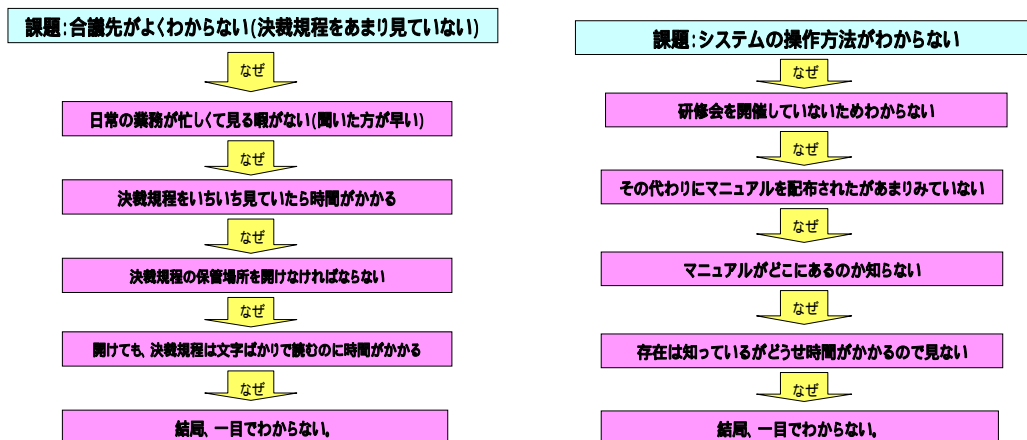 課題:合議先がよくわからない(決裁規程をあまり見ていない)
なぜ
日常の業務が忙しくて見る暇がない(聞いた方が早い)
なぜ
決裁規程をいちいち見ていたら時間がかかる
なぜ
決裁規程の保管場所を開けなければならない
なぜ
開けても、決裁規程は文字ばかりで読むのに時間がかかる
なぜ
結局、一目でわからない。
課題:システムの操作方法がわからない
なぜ
研修会を開催していないためわからない
なぜ
その代わりにマニュアルを配布されたがあまりみていない
なぜ
マニュアルがどこにあるのか知らない
なぜ
存在は知っているがどうせ時間がかかるので見ない
なぜ
結局、一目でわからない。